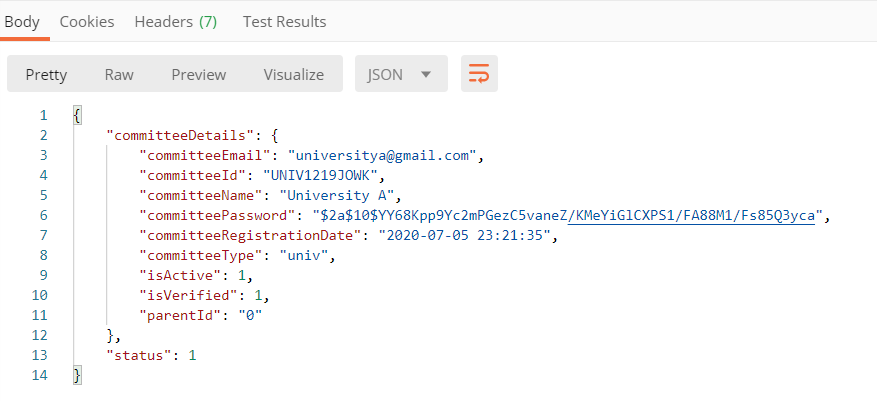 Body Cookies Headers (7) Test Results
Pretty Raw Preview Visualize JSON
1 {
2 "committeeDetails": {
3 "committeeEmail": "universitya@gmail.com",
4 "committeeId": "UNIV1219JOWK",
5 "committeeName": "University A",
6 "committeePassword": "$2a$10$YY68Kpp9Yc2mPGezC5vaneZ/KMeYiGlCXPS1/FA88M1/Fs85Q3yca",
7 "committeeRegistrationDate": "2020-07-05 23:21:35",
8 "committeeType": "univ",
9 "isActive": 1,
10 "isVerified": 1,
11 "parentId": "0"
12 },
13 "status": 1
14 }